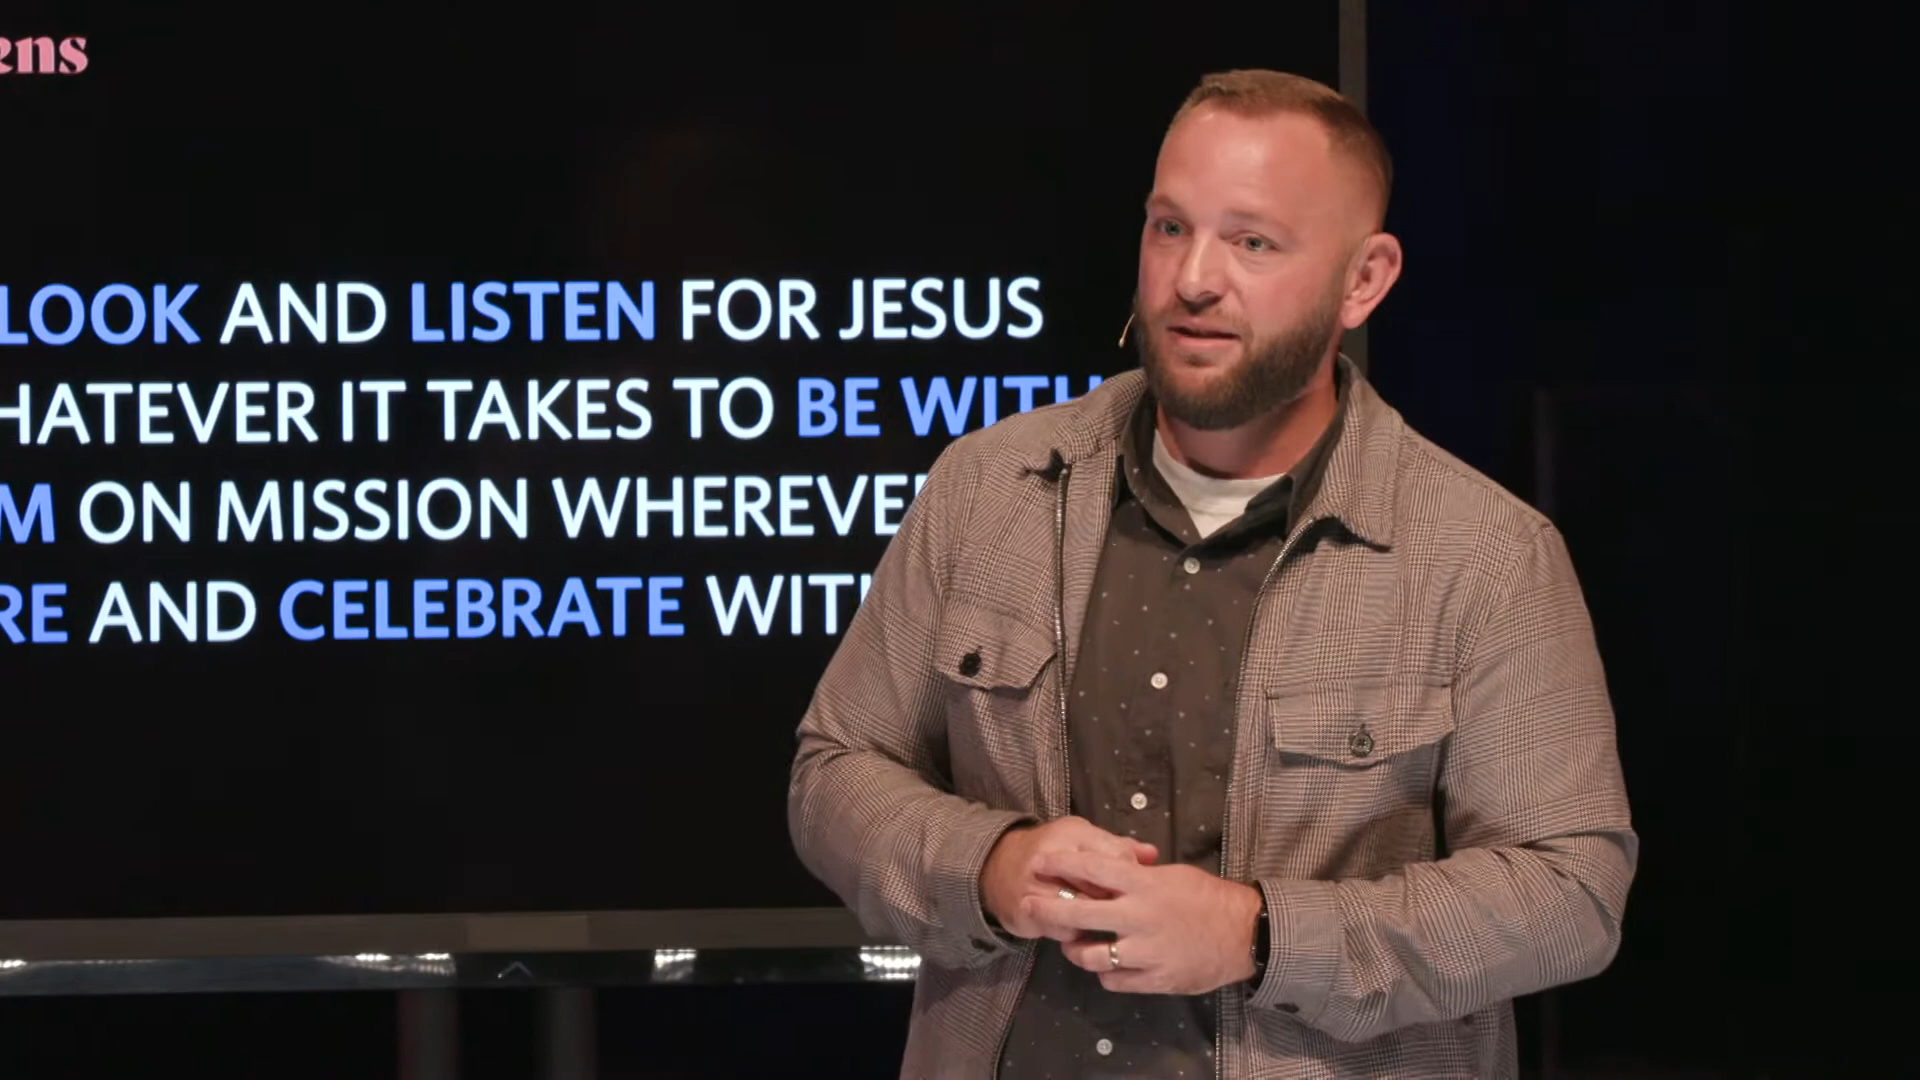 ens
LOOK AND LISTEN FOR JESUS
HATEVER IT TAKES TO BE WITH
M ON MISSION WHEREVE
RE AND CELEBRATE WIT